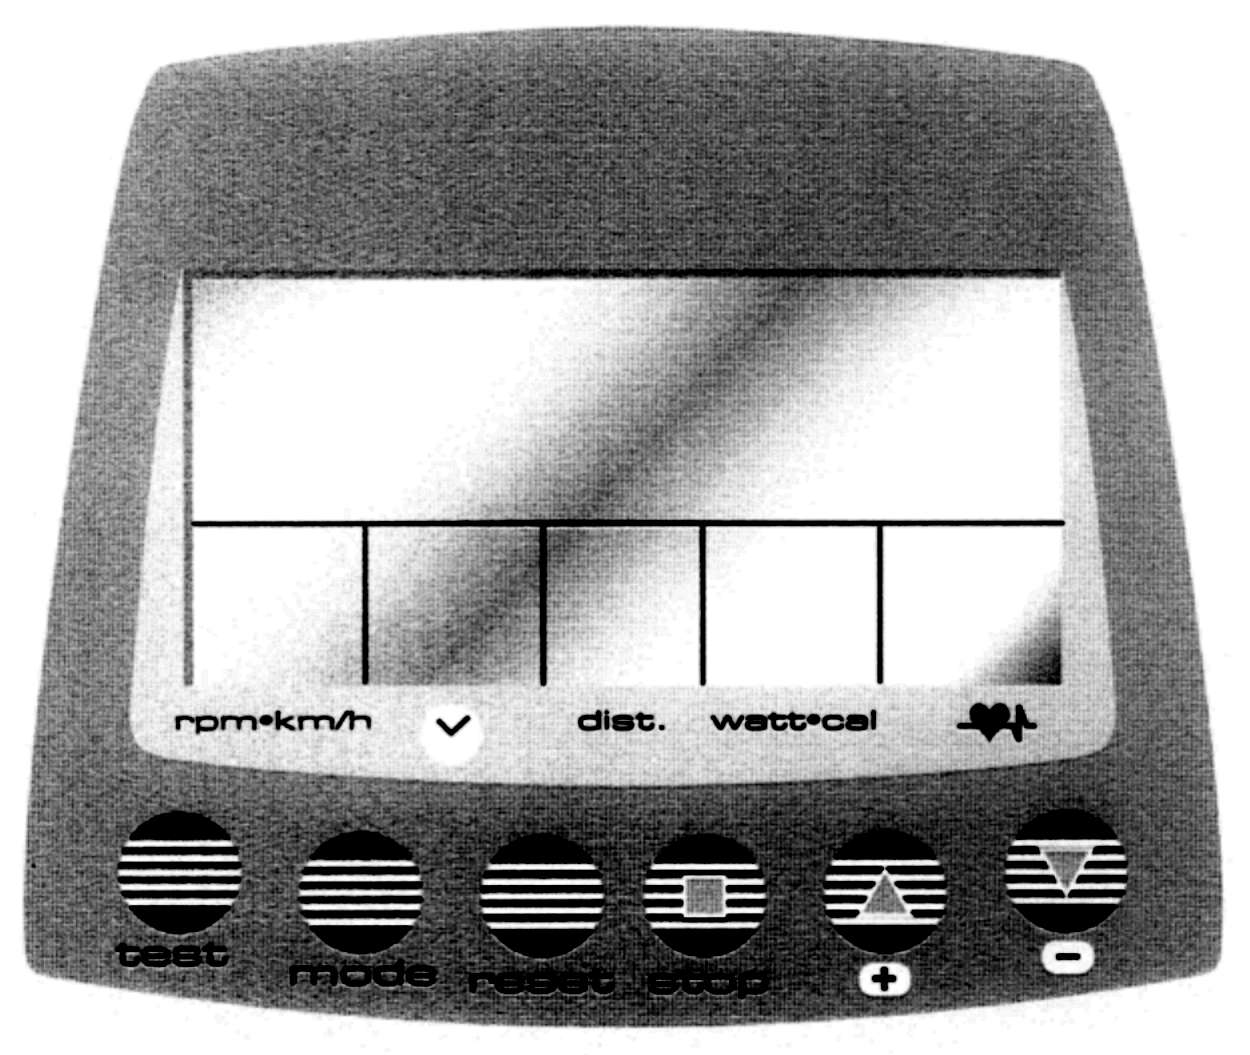 rpm•km/h dist. watt•cal
test mode reset stop + -